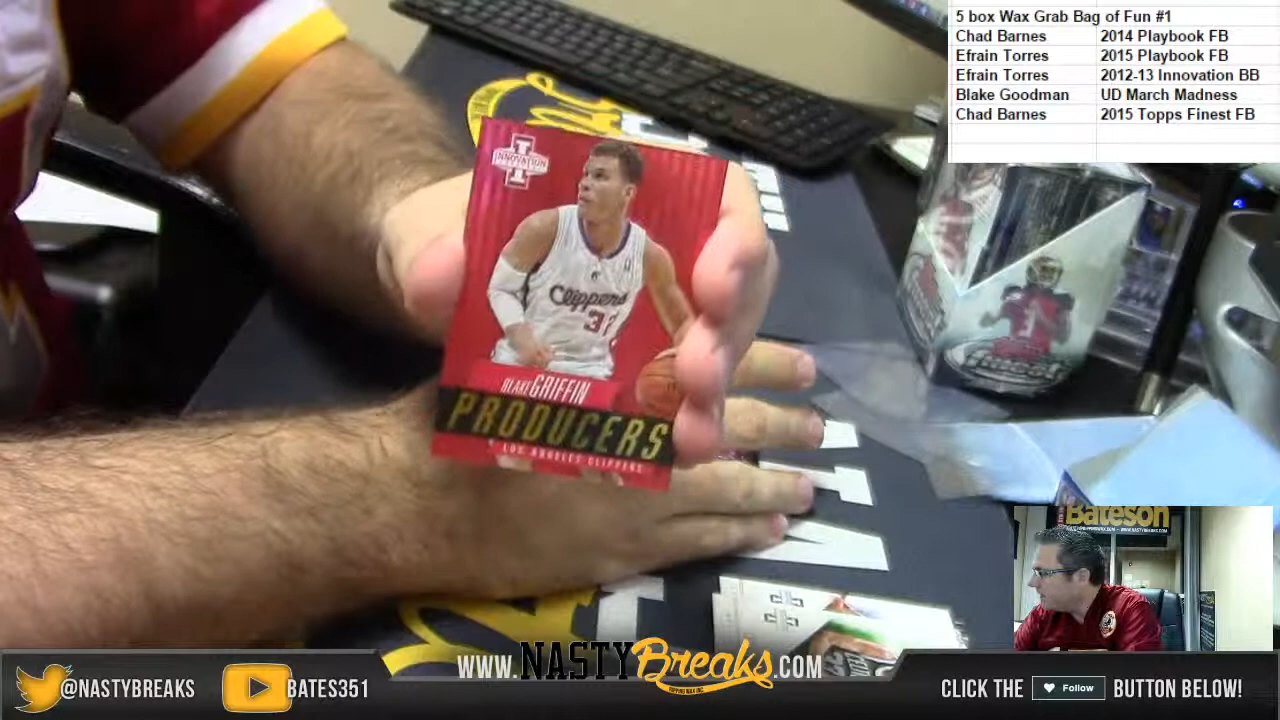 5 box Wax Grab Bag of Fun #1
Chad Barnes 2014 Playbook FB
Efrain Torres 2015 Playbook FB
Efrain Torres 2012-13 Innovation BB
Blake Goodman UD March Madness
Chad Barnes 2015 Topps Finest FB
INNOVATION
Clippers
32
BLAKE GRIFFIN
PRODUCERS
LOS ANGELES CLIPPERS
Bateson
@NASTYBREAKS
BATES351
WWW.NASTYBreaks.COM
CLICK THE Follow BUTTON BELOW!